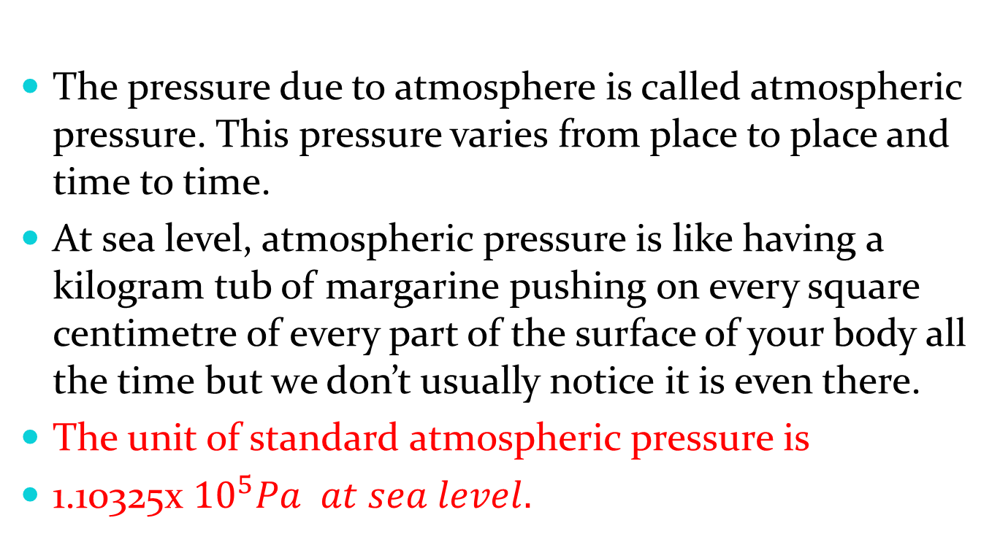 • The pressure due to atmosphere is called atmospheric
pressure. This pressure varies from place to place and
time to time.
• At sea level, atmospheric pressure is like having a
kilogram tub of margarine pushing on every square
centimetre of every part of the surface of your body all
the time but we don’t usually notice it is even there.
• The unit of standard atmospheric pressure is
• 1.10325x 10⁵Pa at sea level.